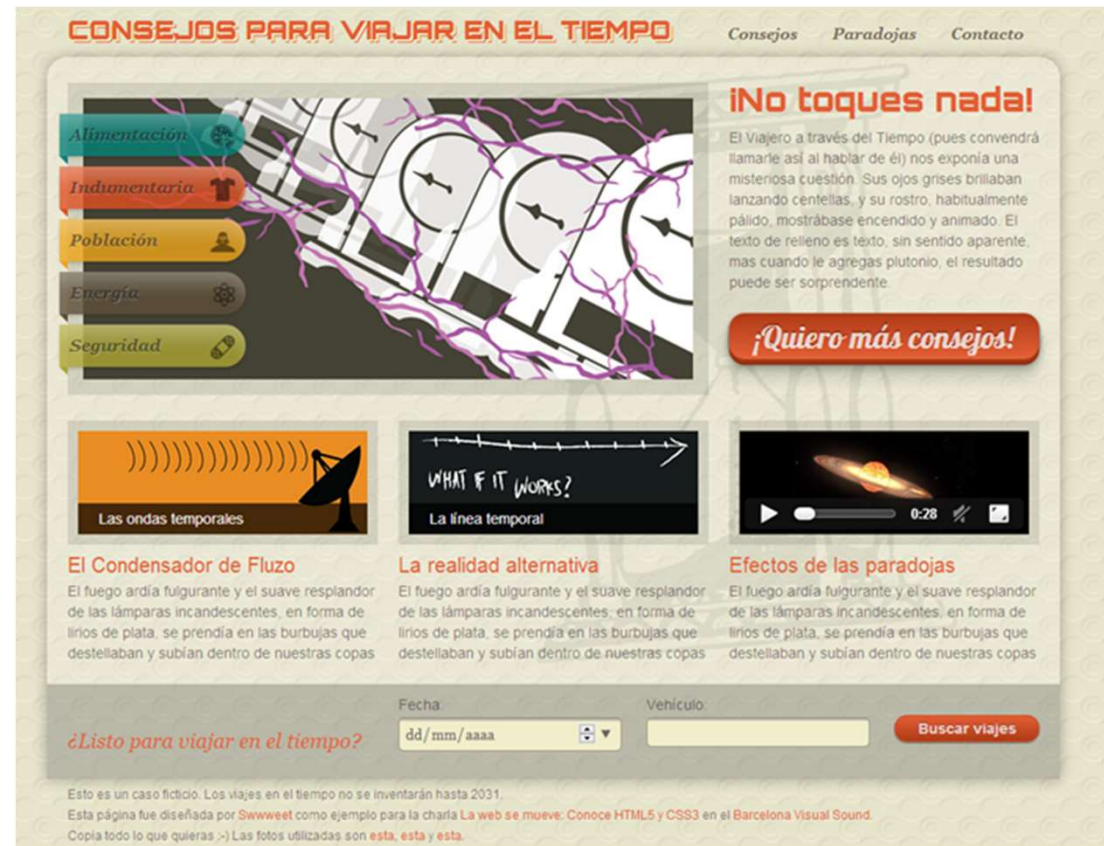 CONSEJOS PARA VIAJAR EN EL TIEMPO
Consejos Paradojas Contacto
Alimentación
Indumentaria
Población
Energía
Seguridad
¡No toques nada!
El Viajero a través del Tiempo (pues convendrá
llamarle así al hablar de él) nos exponía una
misteriosa cuestión. Sus ojos grises brillaban
lanzando centellas, y su rostro, habitualmente
pálido, mostrábase encendido y animado. El
texto de relleno es texto, sin sentido aparente,
mas cuando le agregas plutonio, el resultado
puede ser sorprendente.
¡Quiero más consejos!
Las ondas temporales
El Condensador de Fluzo
El fuego ardía fulgurante y el suave resplandor
de las lámparas incandescentes, en forma de
lirios de plata, se prendía en las burbujas que
destellaban y subían dentro de nuestras copas
WHAT IF IT WORKS?
La línea temporal
La realidad alternativa
El fuego ardía fulgurante y el suave resplandor
de las lámparas incandescentes, en forma de
lirios de plata, se prendía en las burbujas que
destellaban y subían dentro de nuestras copas
0:28
Efectos de las paradojas
El fuego ardía fulgurante y el suave resplandor
de las lámparas incandescentes, en forma de
lirios de plata, se prendía en las burbujas que
destellaban y subían dentro de nuestras copas
¿Listo para viajar en el tiempo?
Fecha:
dd/mm/aaaa
Vehículo:
Buscar viajes
Esto es un caso ficticio. Los viajes en el tiempo no se inventarán hasta 2031.
Esta página fue diseñada por Swwweet como ejemplo para la charla La web se mueve: Conoce HTML5 y CSS3 en el Barcelona Visual Sound.
Copia todo lo que quieras :-) Las fotos utilizadas son esta, esta y esta.